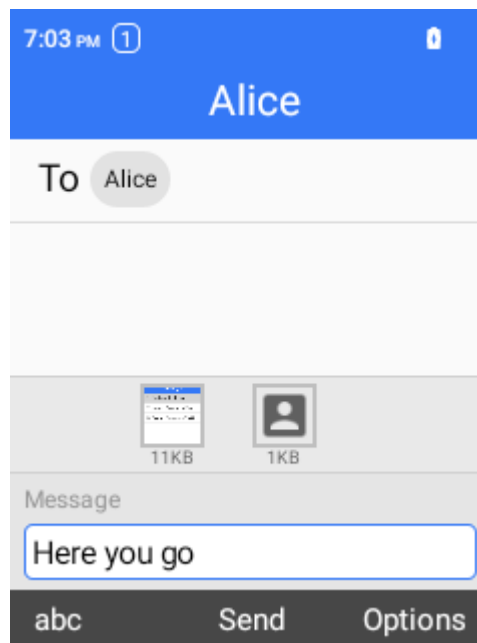 7:03 PM 1
Alice
To Alice
11KB 1KB
Message
Here you go
abc Send Options